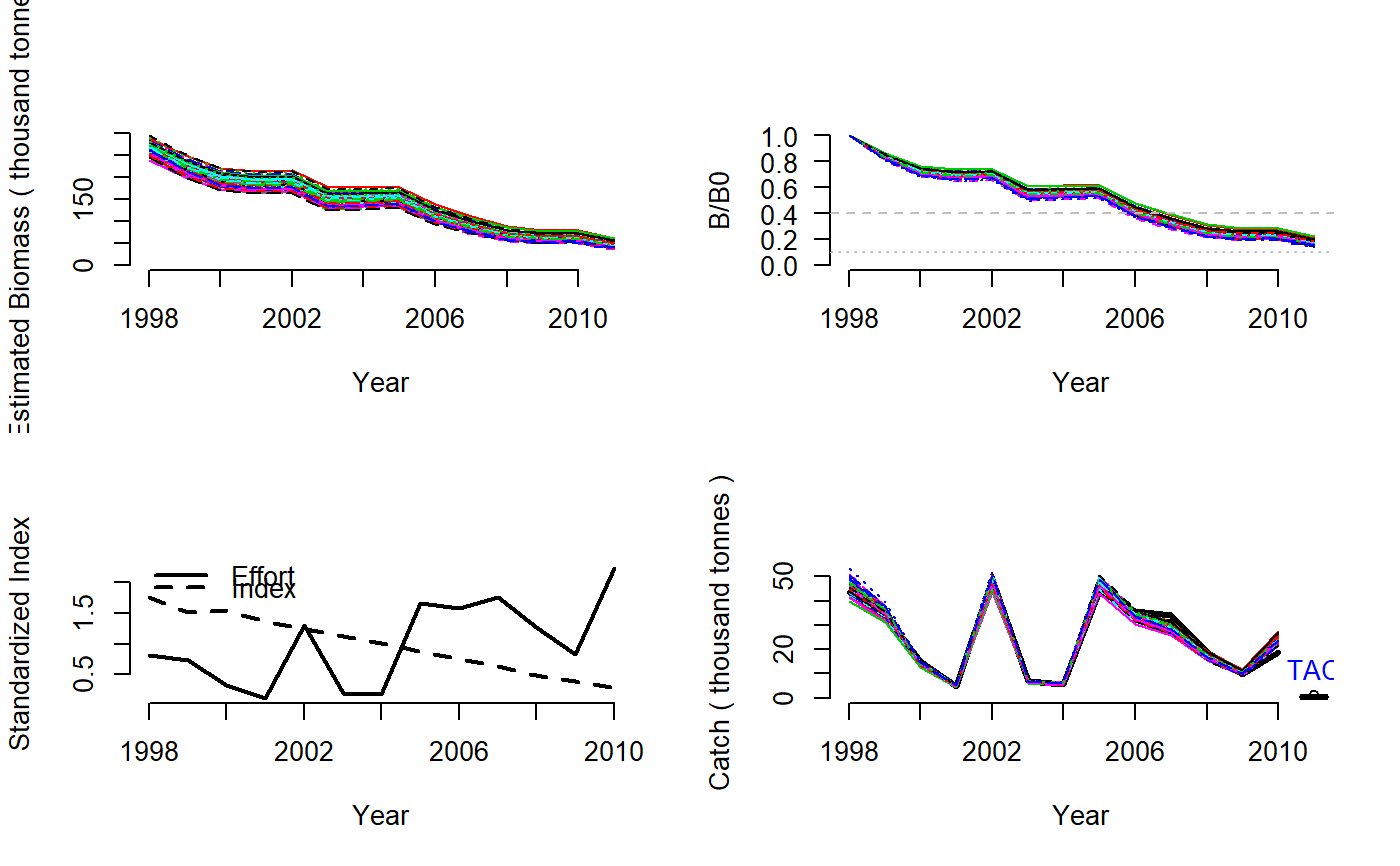 Estimated Biomass ( thousand tonn
150
0
1998 2002 2006 2010
Year
B/B0
1.0
0.8
0.6
0.4
0.2
0.0
1998 2002 2006 2010
Year
Standardized Index
1.5
0.5
Effort
Index
1998 2002 2006 2010
Year
Catch ( thousand tonnes )
50
20
0
TAC
1998 2002 2006 2010
Year